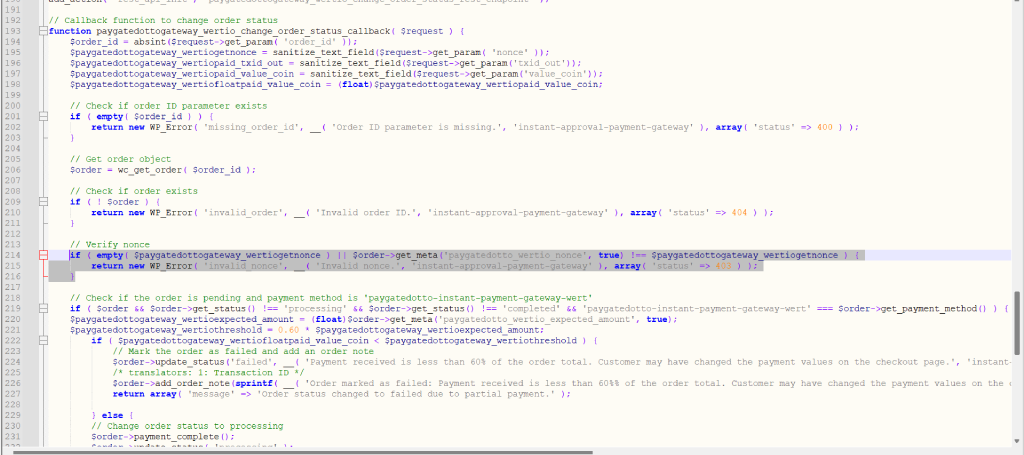 191
192 // Callback function to change order status
193 function paygatedottogateway_wertio_change_order_status_callback( $request ) {
194 $order_id = absint($request->get_param( 'order_id' ));
195 $paygatedottogateway_wertiogetnonce = sanitize_text_field($request->get_param( 'nonce' ));
196 $paygatedottogateway_wertiopaid_txid_out = sanitize_text_field($request->get_param('txid_out'));
197 $paygatedottogateway_wertiopaid_value_coin = sanitize_text_field($request->get_param('value_coin'));
198 $paygatedottogateway_wertiofloatpaid_value_coin = (float)$paygatedottogateway_wertiopaid_value_coin;
199
200 // Check if order ID parameter exists
201 if ( empty( $order_id ) ) {
202 return new WP_Error( 'missing_order_id', __( 'Order ID parameter is missing.', 'instant-approval-payment-gateway' ), array( 'status' => 400 ) );
203 }
204
205 // Get order object
206 $order = wc_get_order( $order_id );
207
208 // Check if order exists
209 if ( ! $order ) {
210 return new WP_Error( 'invalid_order', __( 'Invalid order ID.', 'instant-approval-payment-gateway' ), array( 'status' => 404 ) );
211 }
212
213 // Verify nonce
214 if ( empty( $paygatedottogateway_wertiogetnonce ) || $order->get_meta('paygatedotto_wertio_nonce', true) !== $paygatedottogateway_wertiogetnonce ) {
215 return new WP_Error( 'invalid_nonce', __( 'Invalid nonce.', 'instant-approval-payment-gateway' ), array( 'status' => 403 ) );
216 }
217
218 // Check if the order is pending and payment method is 'paygatedotto-instant-payment-gateway-wert'
219 if ( $order && $order->get_status() !== 'processing' && $order->get_status() !== 'completed' && 'paygatedotto-instant-payment-gateway-wert' === $order->get_payment_method() ) {
220 $paygatedottogateway_wertioexpected_amount = (float)$order->get_meta('paygatedotto_wertio_expected_amount', true);
221 $paygatedottogateway_wertiothreshold = 0.60 * $paygatedottogateway_wertioexpected_amount;
222 if ( $paygatedottogateway_wertiofloatpaid_value_coin < $paygatedottogateway_wertiothreshold ) {
223 // Mark the order as failed and add an order note
224 $order->update_status('failed', __( 'Payment received is less than 60% of the order total. Customer may have changed the payment values on the checkout page.', 'instant-
225 /* translators: 1: Transaction ID */
226 $order->add_order_note(sprintf( __( 'Order marked as failed: Payment received is less than 60%% of the order total. Customer may have changed the payment values on the
227 return array( 'message' => 'Order status changed to failed due to partial payment.' );
228
229 } else {
230 // Change order status to processing
231 $order->payment_complete();